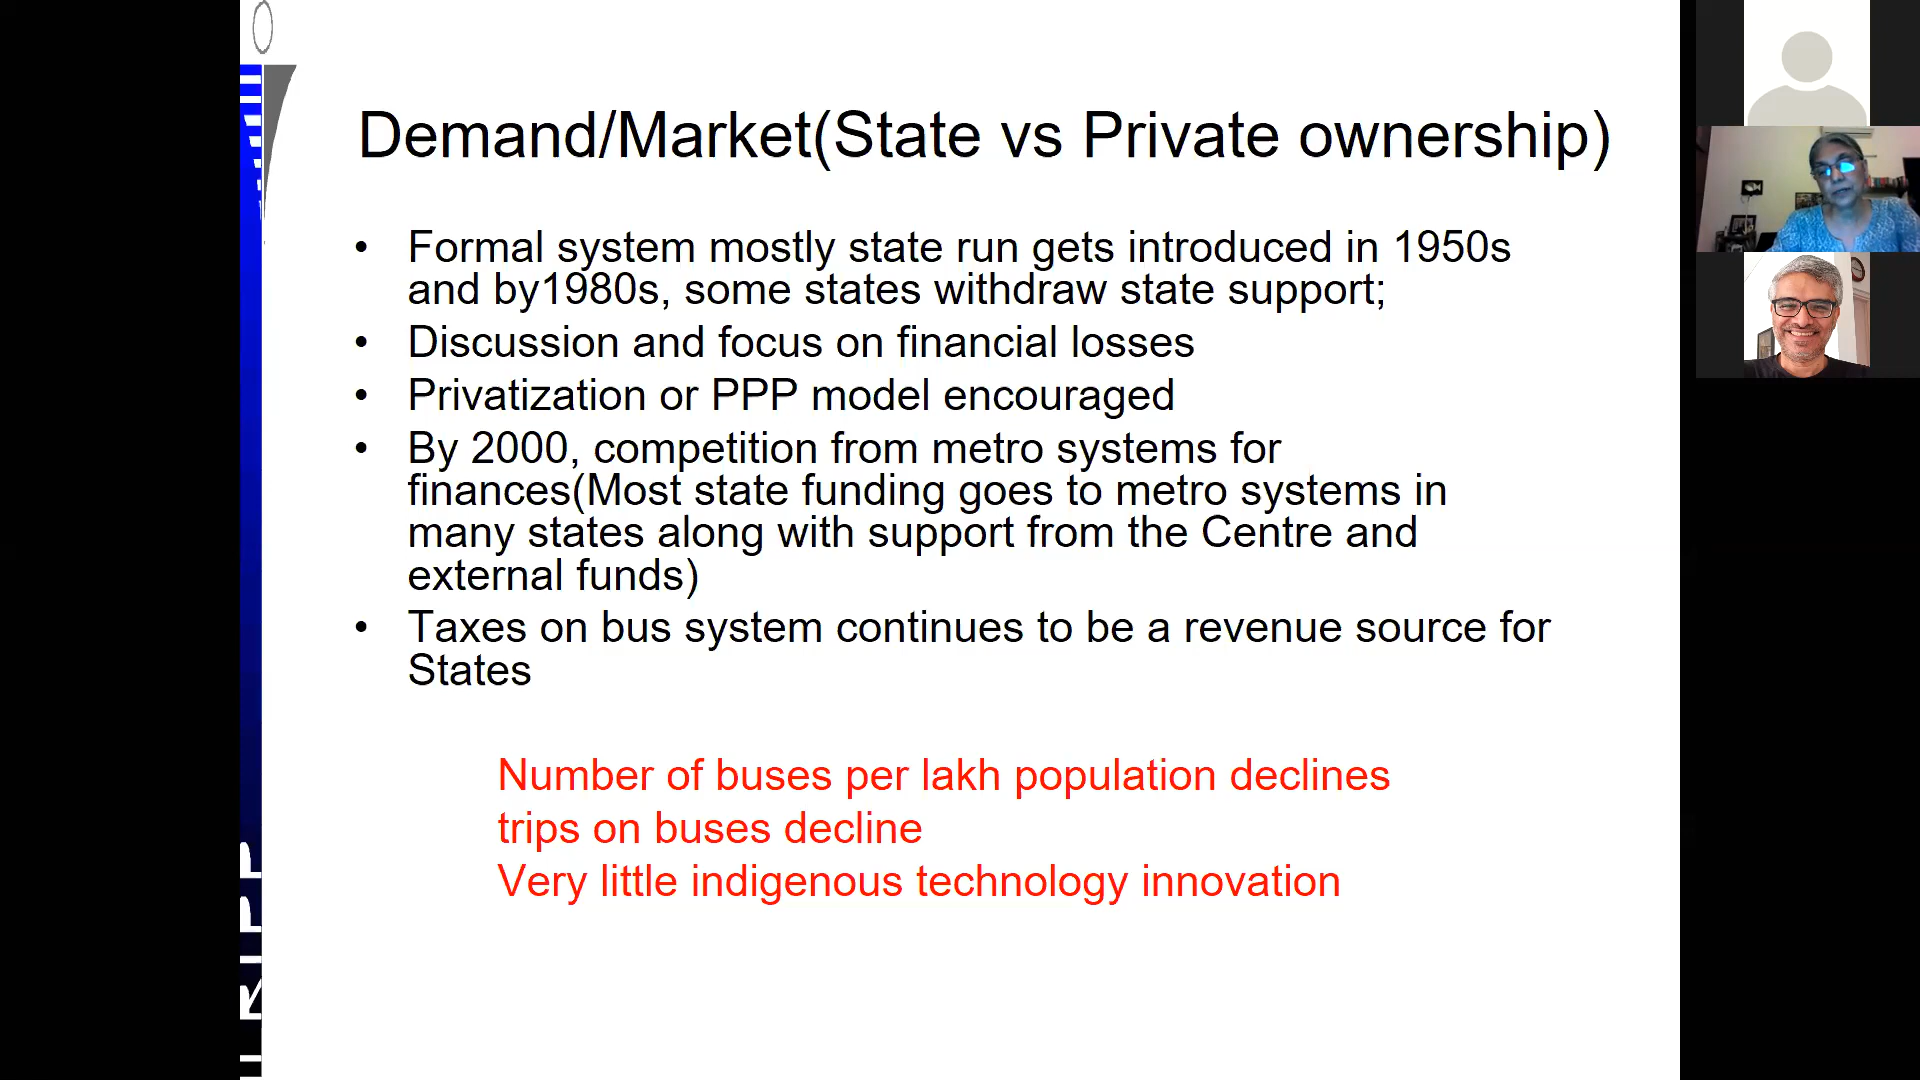 Demand/Market(State vs Private ownership)
• Formal system mostly state run gets introduced in 1950s
and by1980s, some states withdraw state support;
• Discussion and focus on financial losses
• Privatization or PPP model encouraged
• By 2000, competition from metro systems for
finances(Most state funding goes to metro systems in
many states along with support from the Centre and
external funds)
• Taxes on bus system continues to be a revenue source for
States
Number of buses per lakh population declines
trips on buses decline
Very little indigenous technology innovation